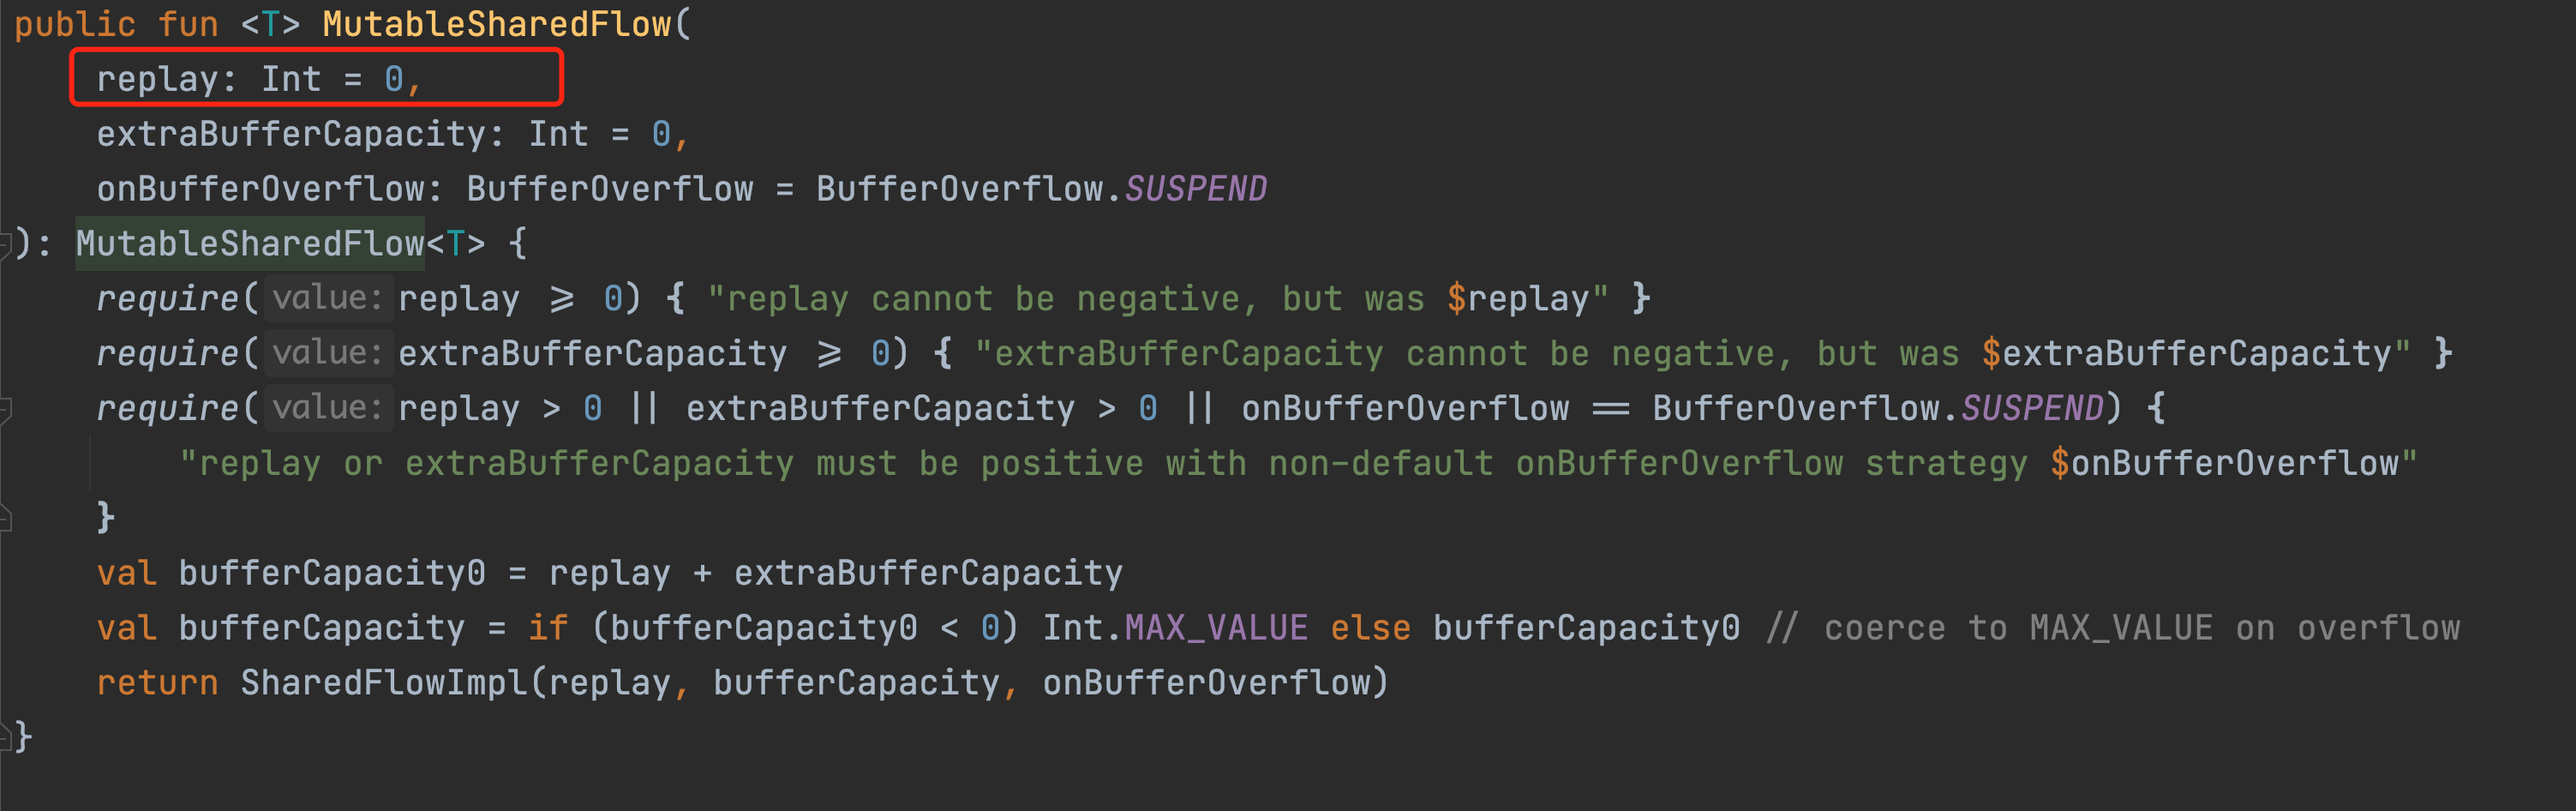 public fun <T> MutableSharedFlow(
    replay: Int = 0,
    extraBufferCapacity: Int = 0,
    onBufferOverflow: BufferOverflow = BufferOverflow.SUSPEND
): MutableSharedFlow<T> {
    require( value: replay ⩾ 0) { "replay cannot be negative, but was $replay" }
    require( value: extraBufferCapacity ⩾ 0) { "extraBufferCapacity cannot be negative, but was $extraBufferCapacity" }
    require( value: replay > 0 || extraBufferCapacity > 0 || onBufferOverflow == BufferOverflow.SUSPEND) {
        "replay or extraBufferCapacity must be positive with non-default onBufferOverflow strategy $onBufferOverflow"
    }
    val bufferCapacity0 = replay + extraBufferCapacity
    val bufferCapacity = if (bufferCapacity0 < 0) Int.MAX_VALUE else bufferCapacity0 // coerce to MAX_VALUE on overflow
    return SharedFlowImpl(replay, bufferCapacity, onBufferOverflow)
}